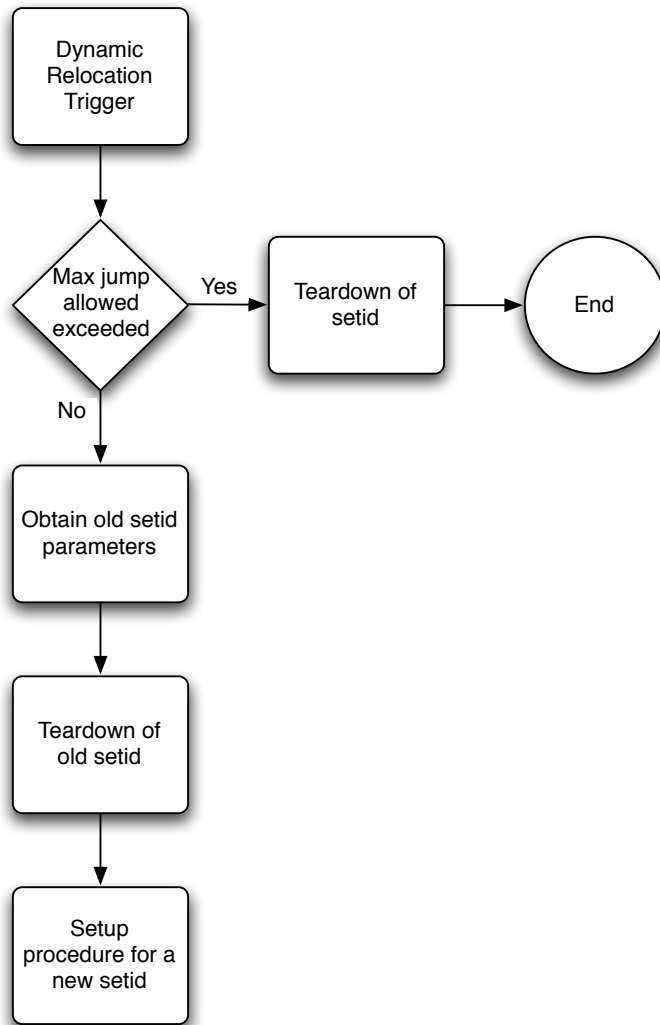 Dynamic
Relocation
Trigger
Max jump
allowed
exceeded
Yes
Teardown of
setid
End
No
Obtain old setid
parameters
Teardown of
old setid
Setup
procedure for a
new setid